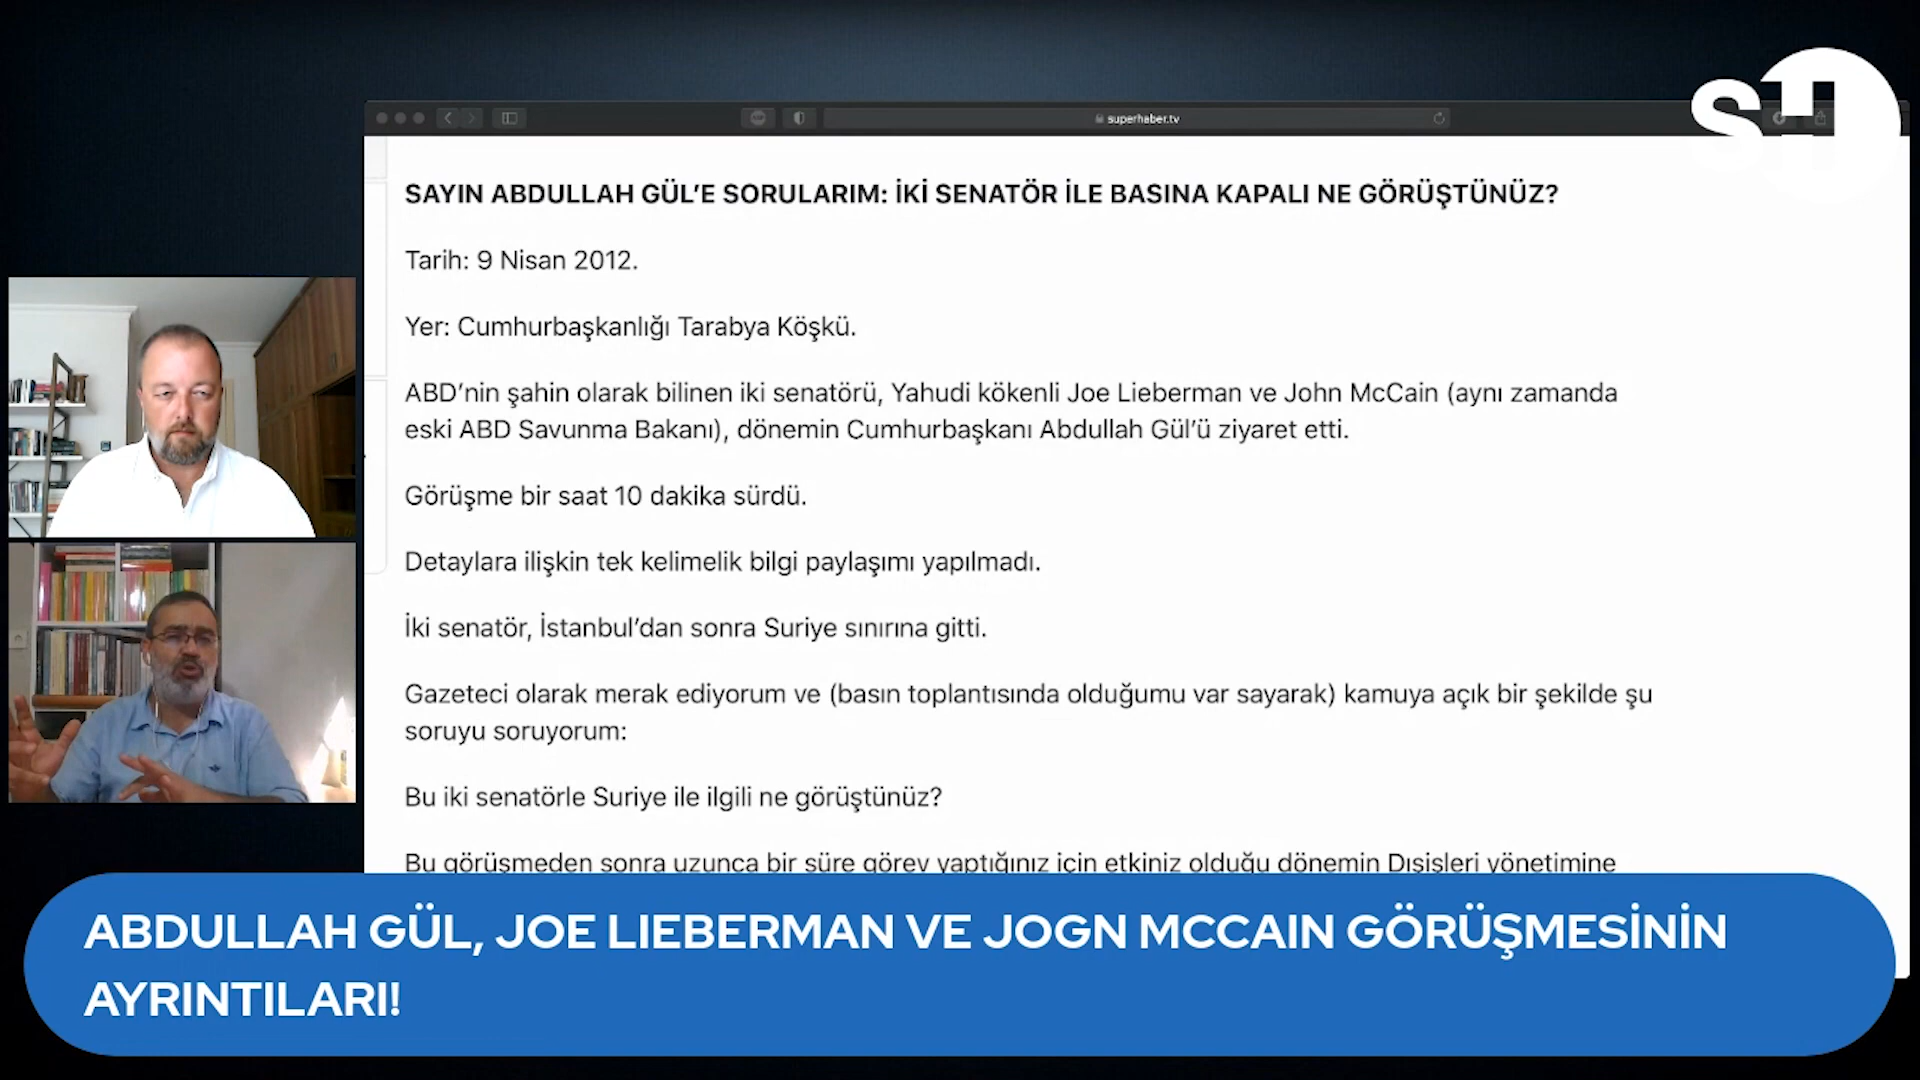 SH
superhaber.tv
SAYIN ABDULLAH GÜL’E SORULARIM: İKİ SENATÖR İLE BASINA KAPALI NE GÖRÜŞTÜNÜZ?
Tarih: 9 Nisan 2012.
Yer: Cumhurbaşkanlığı Tarabya Köşkü.
ABD’nin şahin olarak bilinen iki senatörü, Yahudi kökenli Joe Lieberman ve John McCain (aynı zamanda
eski ABD Savunma Bakanı), dönemin Cumhurbaşkanı Abdullah Gül’ü ziyaret etti.
Görüşme bir saat 10 dakika sürdü.
Detaylara ilişkin tek kelimelik bilgi paylaşımı yapılmadı.
İki senatör, İstanbul’dan sonra Suriye sınırına gitti.
Gazeteci olarak merak ediyorum ve (basın toplantısında olduğumu var sayarak) kamuya açık bir şekilde şu
soruyu soruyorum:
Bu iki senatörle Suriye ile ilgili ne görüştünüz?
Bu görüşmeden sonra uzunca bir süre görev yaptığınız için etkiniz olduğu dönemin Dışişleri yönetimine
ABDULLAH GÜL, JOE LIEBERMAN VE JOGN MCCAIN GÖRÜŞMESİNİN
AYRINTILARI!